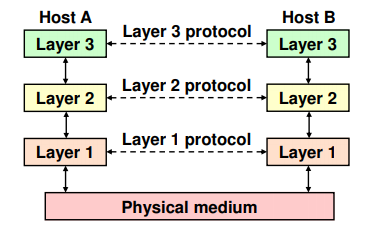 Host A Host B
Layer 3 Layer 3 protocol Layer 3
Layer 2 Layer 2 protocol Layer 2
Layer 1 Layer 1 protocol Layer 1
Physical medium